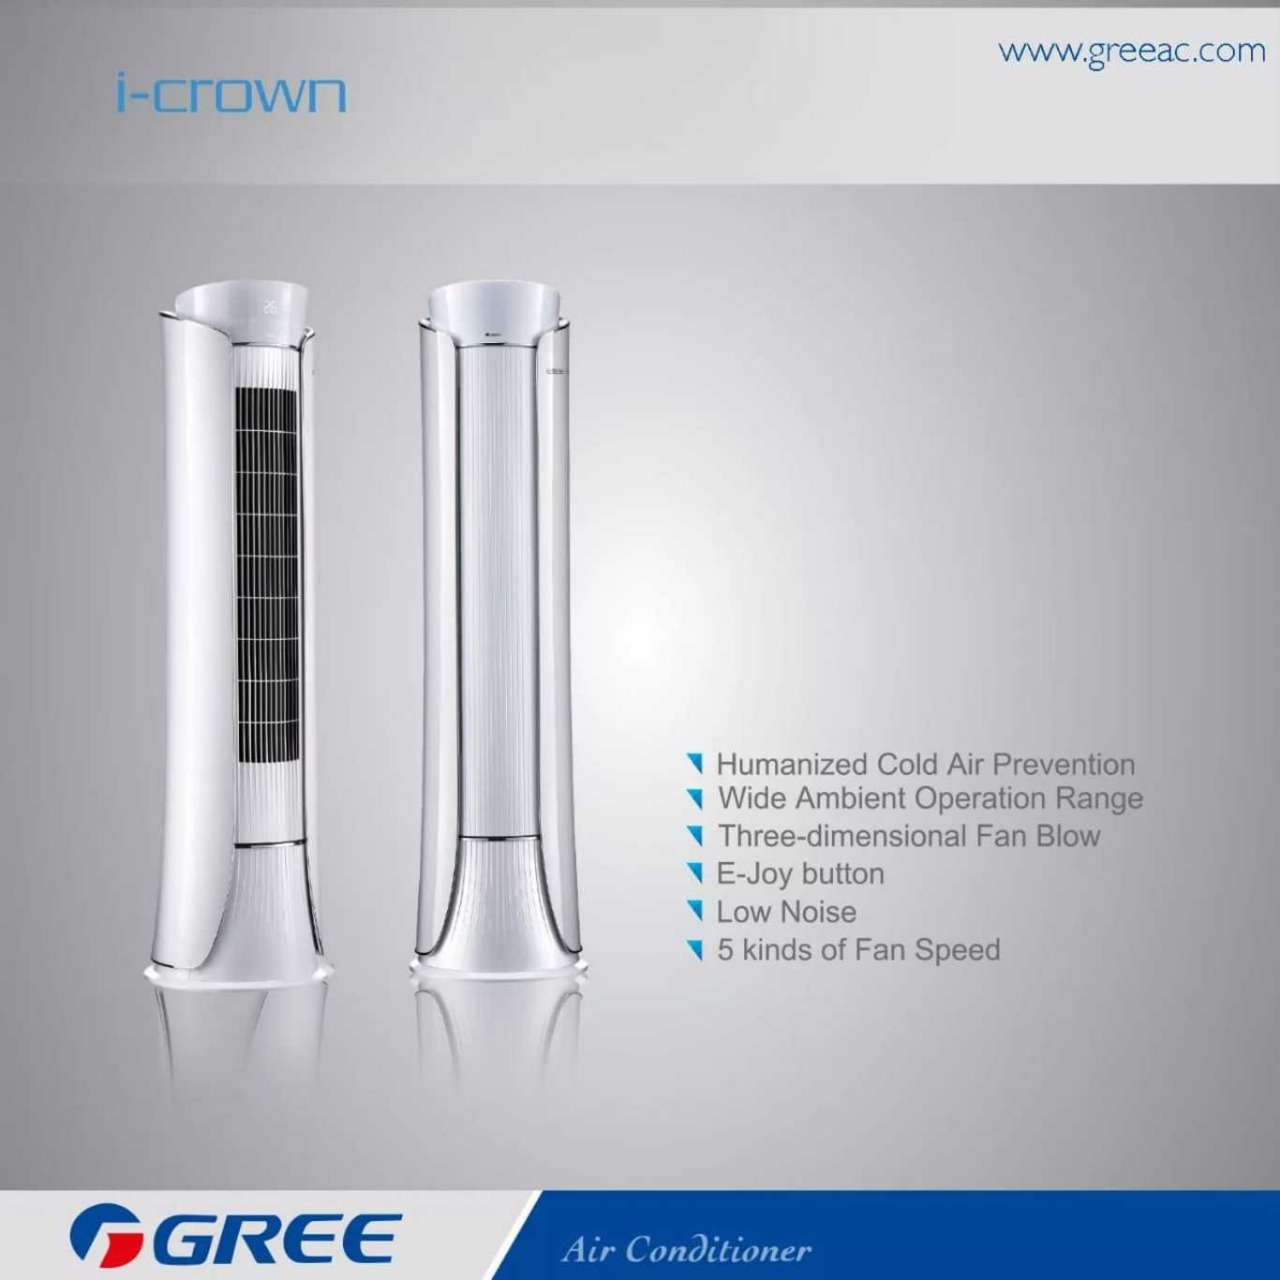 www.greeac.com
i-crown
26
Humanized Cold Air Prevention
Wide Ambient Operation Range
Three-dimensional Fan Blow
E-Joy button
Low Noise
5 kinds of Fan Speed
GREE
Air Conditioner